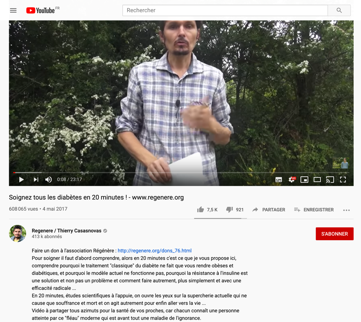 YouTube FR
Rechercher
0:08 / 23:17
Soignez tous les diabètes en 20 minutes ! - www.regenere.org
608 065 vues • 4 mai 2017
7,5 K
921
PARTAGER
ENREGISTRER
Regenere / Thierry Casasnovas
413 k abonnés
S'ABONNER
Faire un don à l'association Régénère : http://regenere.org/dons_76.html
Pour soigner il faut d'abord comprendre, alors en 20 minutes c'est ce que je vous propose ici,
comprendre pourquoi le traitement "classique" du diabète ne fait que vous rendre obèses et
diabétiques, et pourquoi le modèle actuel ne fonctionne pas, pourquoi la résistance à l'insuline est
une solution et non pas un problème et comment faire autrement, plus simplement et avec une
efficacité radicale ...
En 20 minutes, études scientifiques à l'appui, on ouvre les yeux sur la supercherie actuelle qui ne
cause que souffrance et mort et on agit autrement pour enfin aller vers la vie ...
Vidéo à partager tous azimuts pour la santé de vos proches, car chacun connaît une personne
atteinte par ce "fléau" moderne qui est avant tout une maladie de l'ignorance.